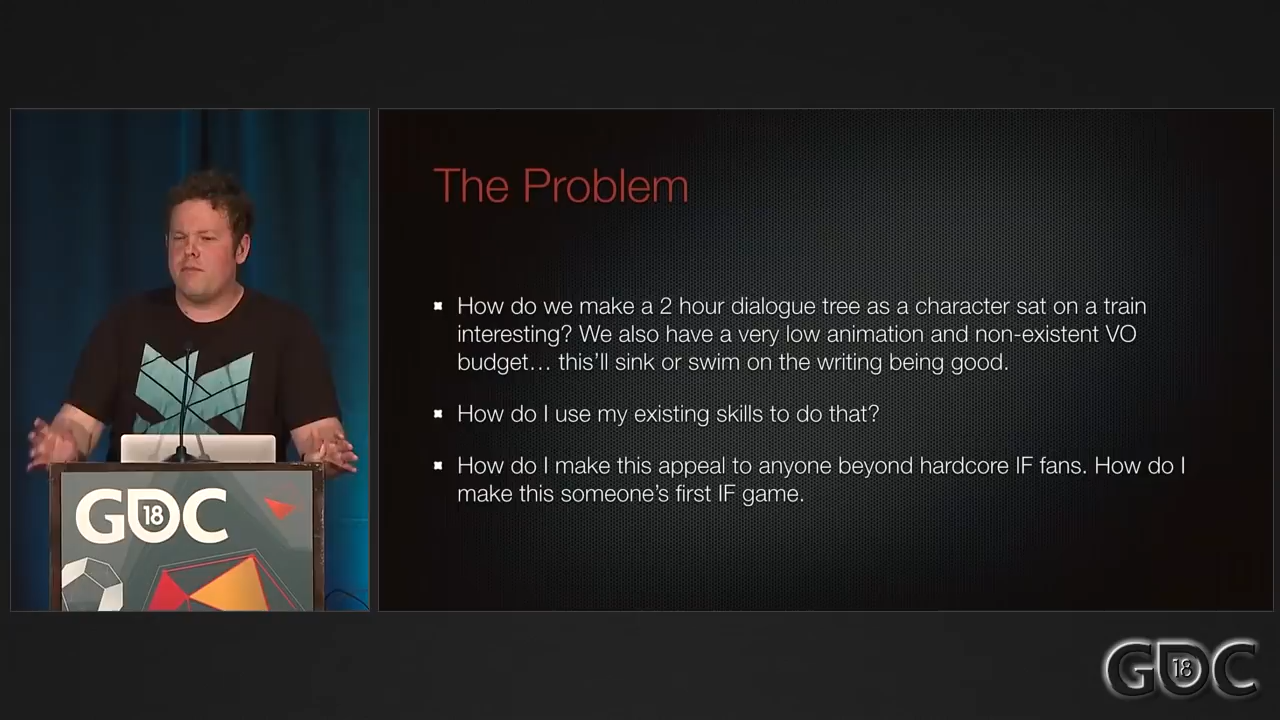 The Problem
How do we make a 2 hour dialogue tree as a character sat on a train
interesting? We also have a very low animation and non-existent VO
budget… this’ll sink or swim on the writing being good.
How do I use my existing skills to do that?
How do I make this appeal to anyone beyond hardcore IF fans. How do I
make this someone’s first IF game.
GDC 18
GDC 18